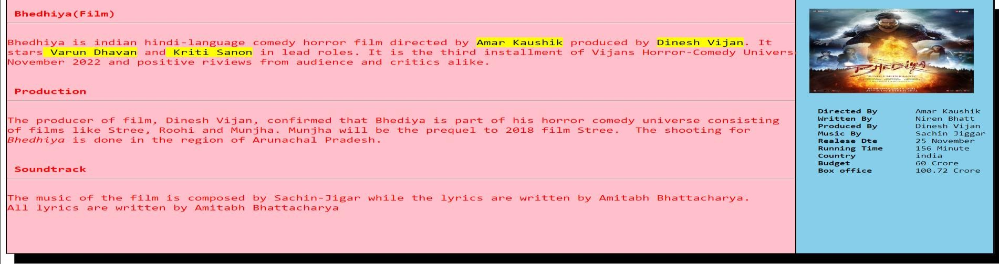 Bhedhiya(Film)
Bhedhiya is indian hindi-language comedy horror film directed by Amar Kaushik produced by Dinesh Vijan. It
stars Varun Dhavan and Kriti Sanon in lead roles. It is the third installment of Vijans Horror-Comedy Univers
November 2022 and positive riviews from audience and critics alike.
Production
The producer of film, Dinesh Vijan, confirmed that Bhediya is part of his horror comedy universe consisting
of films like Stree, Roohi and Munjha. Munjha will be the prequel to 2018 film Stree. The shooting for
Bhedhiya is done in the region of Arunachal Pradesh.
Soundtrack
The music of the film is composed by Sachin-Jigar while the lyrics are written by Amitabh Bhattacharya.
All lyrics are written by Amitabh Bhattacharya
BHEDIYA
"JUNGLE MEIN KAAND"
25TH NOVEMBER 2022
Directed By Amar Kaushik
Written By Niren Bhatt
Produced By Dinesh Vijan
Music By Sachin Jiggar
Realese Dte 25 November
Running Time 156 Minute
Country india
Budget 60 Crore
Box office 100.72 Crore